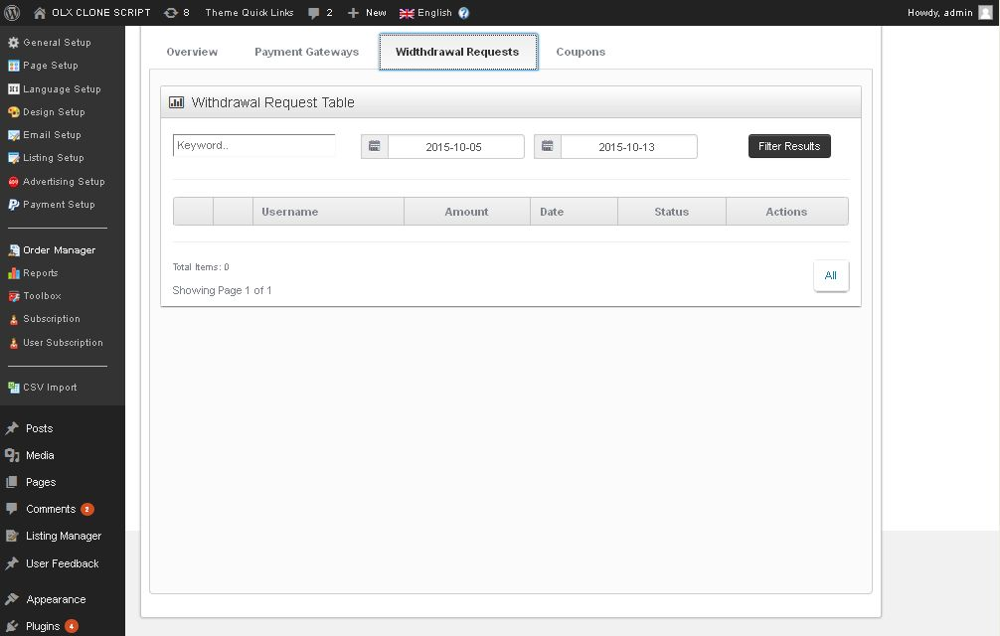 OLX CLONE SCRIPT 8 Theme Quick Links 2 New English ? Howdy, admin
General Setup
Page Setup
Language Setup
Design Setup
Email Setup
Listing Setup
Advertising Setup
Payment Setup
Order Manager
Reports
Toolbox
Subscription
User Subscription
CSV Import
Posts
Media
Pages
Comments 2
Listing Manager
User Feedback
Appearance
Plugins 4
Overview Payment Gateways Widthdrawal Requests Coupons
Withdrawal Request Table
Keyword.. 2015-10-05 2015-10-13 Filter Results
Username Amount Date Status Actions
Total Items: 0
Showing Page 1 of 1
All